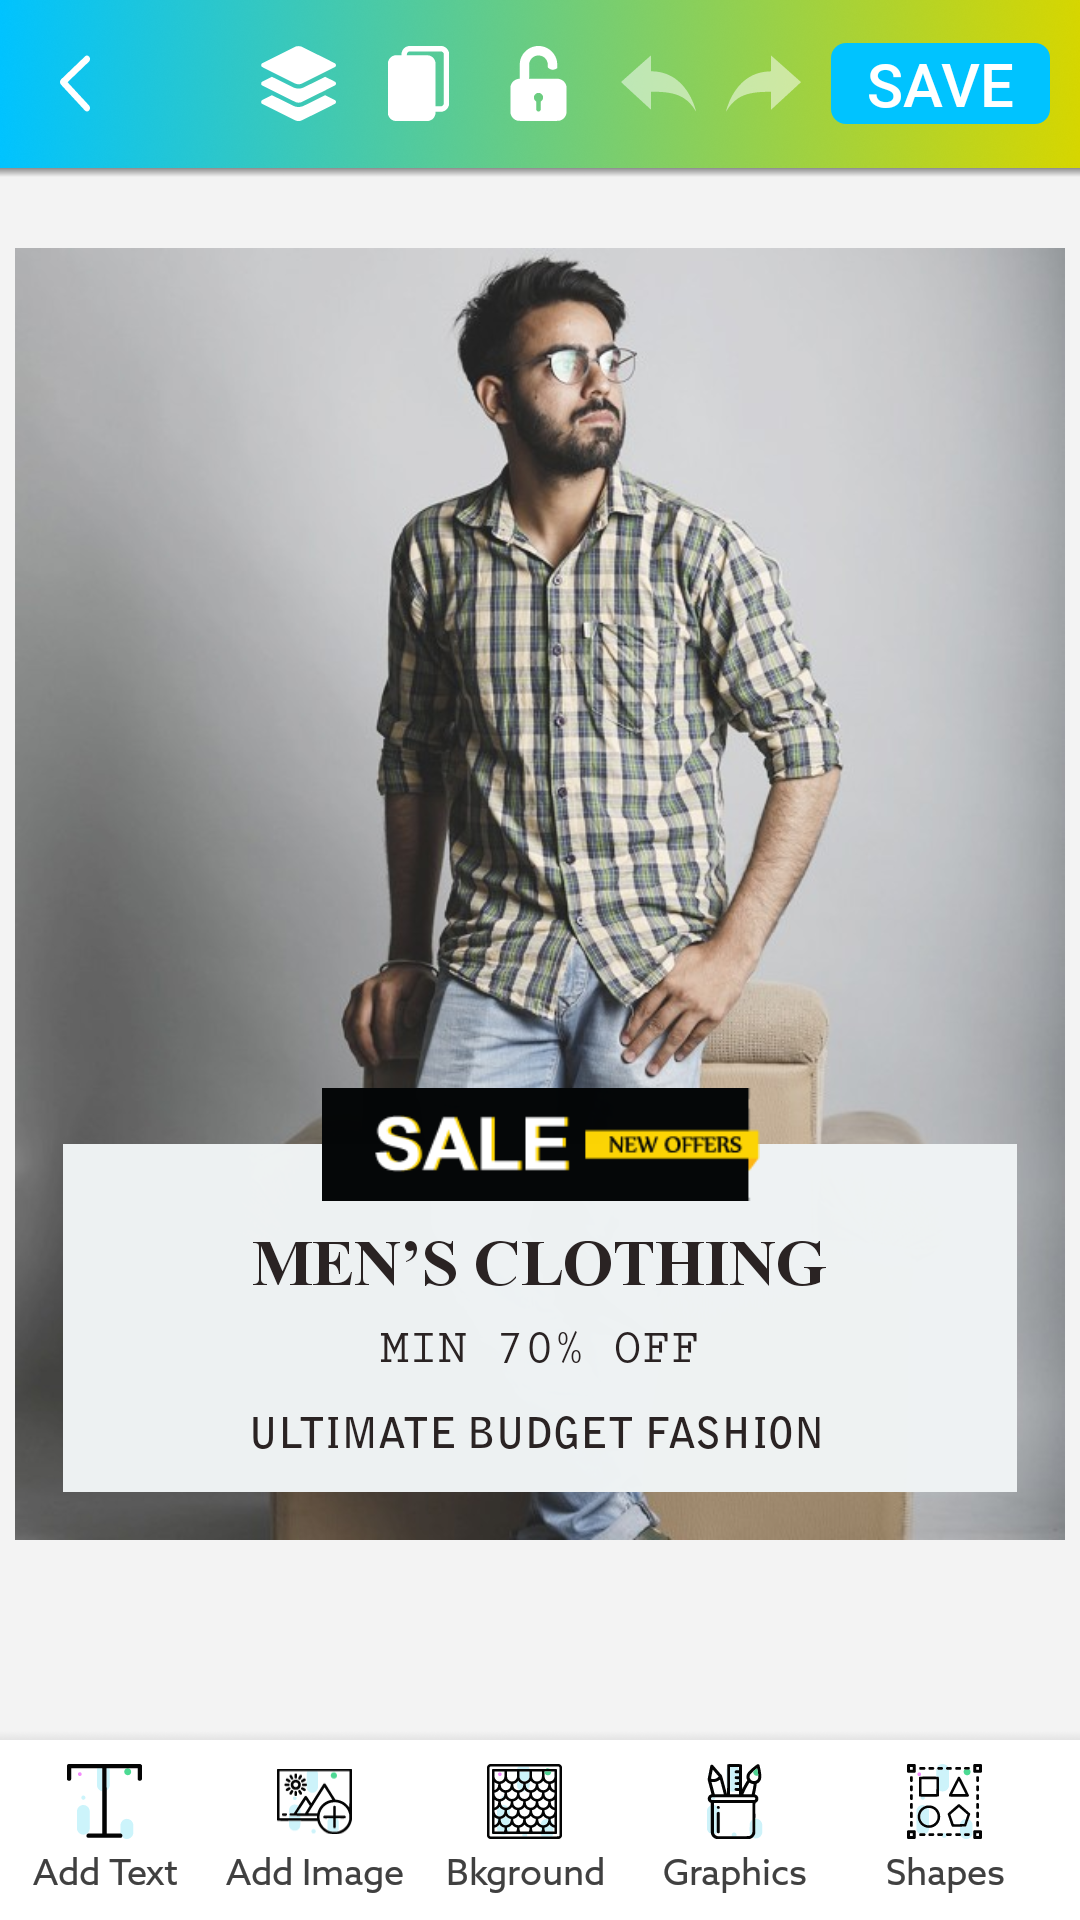 SAVE
SALE NEW OFFERS
MEN’S CLOTHING
MIN 70% OFF
ULTIMATE BUDGET FASHION
Add Text Add Image Bkground Graphics Shapes